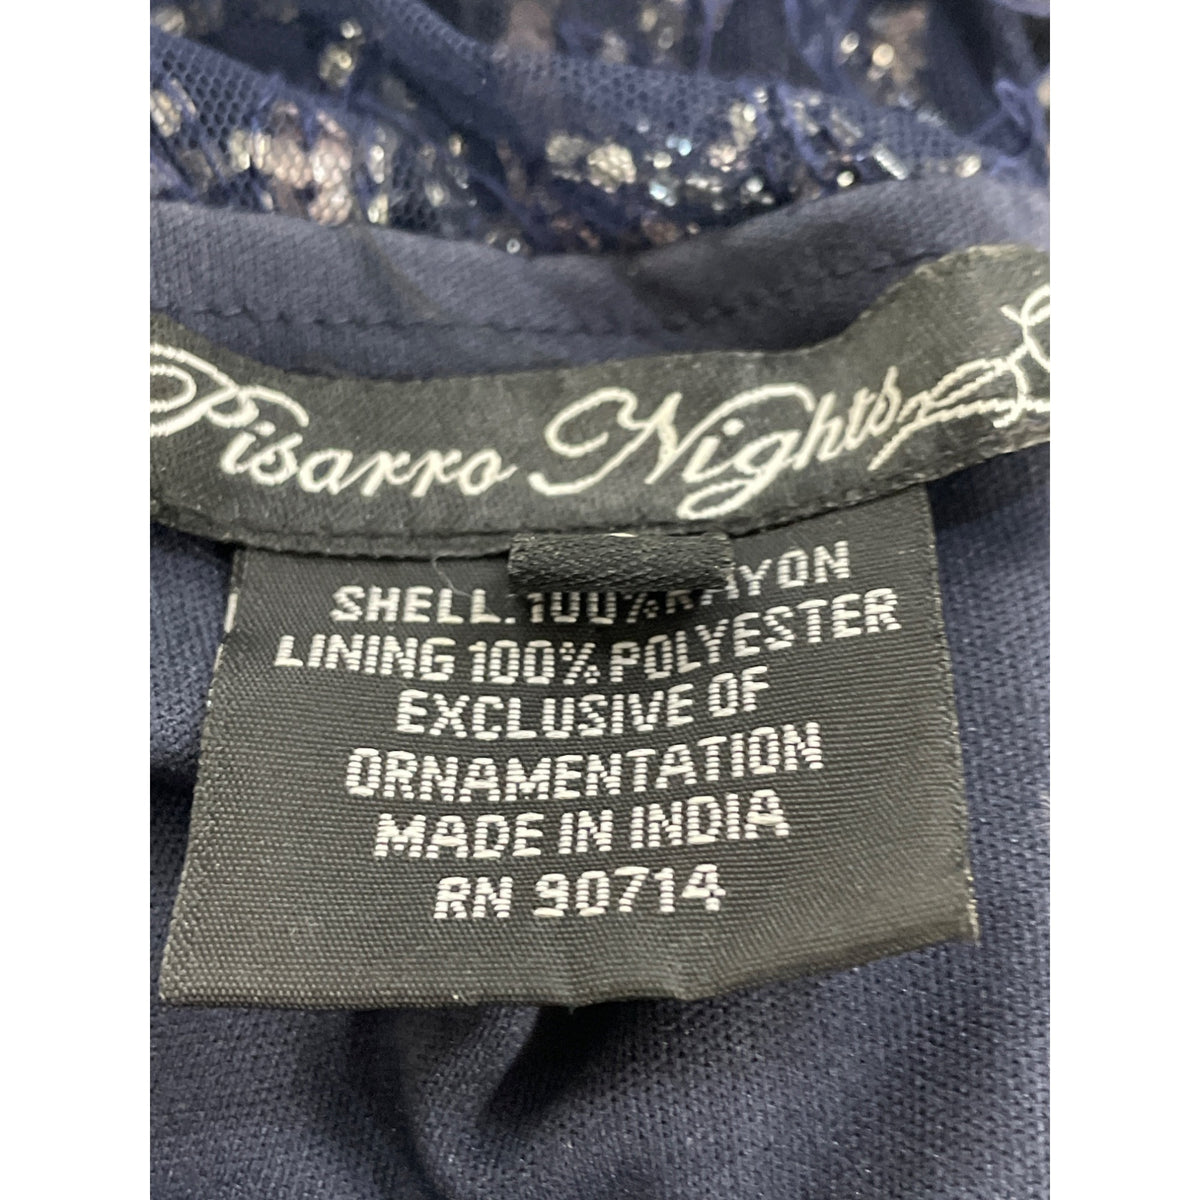 Pisarro Nights
SHELL. 100% RAYON
LINING 100% POLYESTER
EXCLUSIVE OF
ORNAMENTATION
MADE IN INDIA
RN 90714